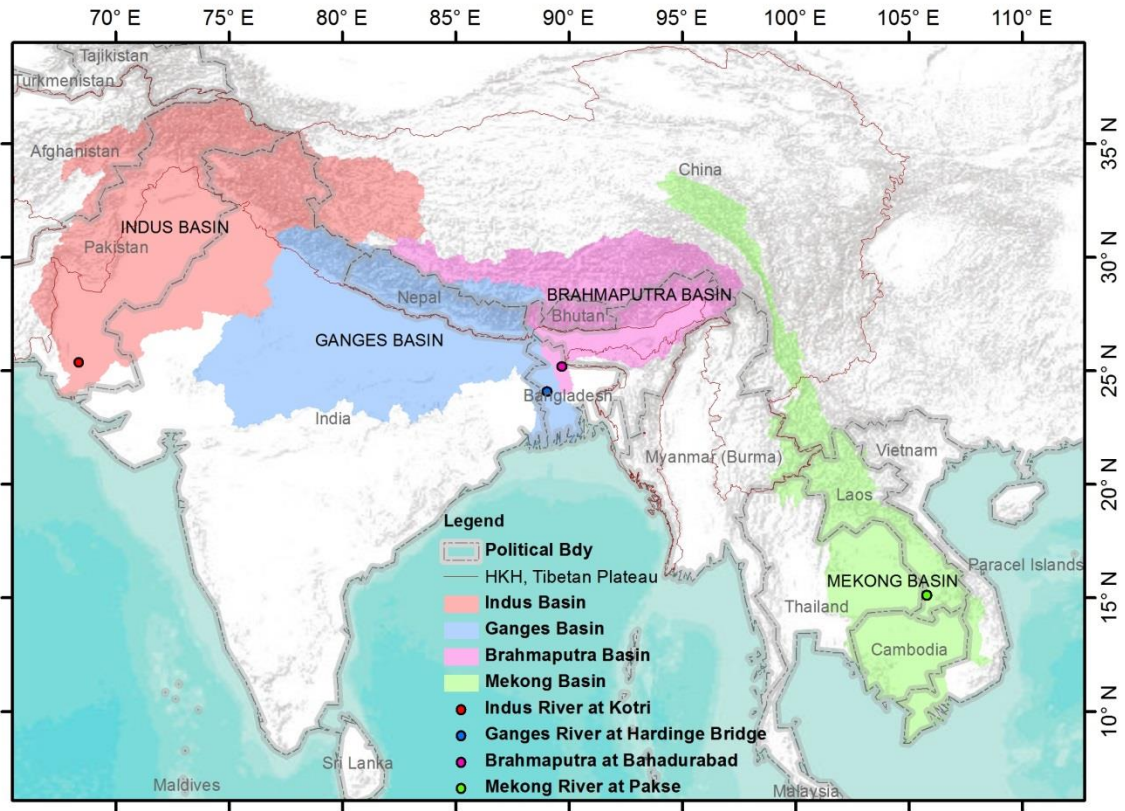 70° E 75° E 80° E 85° E 90° E 95° E 100° E 105° E 110° E
Tajikistan
Turkmenistan
35° N
Afghanistan
China
INDUS BASIN
Pakistan
30° N
Nepal
BRAHMAPUTRA BASIN
Bhutan
GANGES BASIN
25° N
Bangladesh
India
Myanmar (Burma)
Vietnam
20° N
Laos
Legend
Political Bdy
HKH, Tibetan Plateau
Paracel Islands
MEKONG BASIN
Indus Basin
Thailand
15° N
Ganges Basin
Cambodia
Brahmaputra Basin
Mekong Basin
Indus River at Kotri
10° N
Ganges River at Hardinge Bridge
Sri Lanka
Brahmaputra at Bahadurabad
Maldives
Mekong River at Pakse
Malaysia